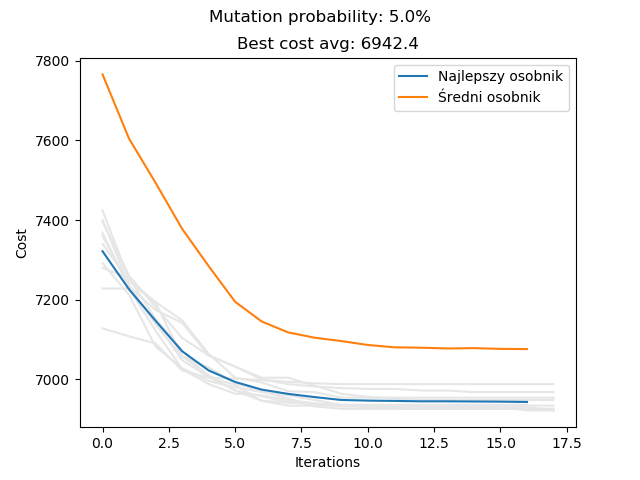 Mutation probability: 5.0%
Best cost avg: 6942.4
Najlepszy osobnik
Średni osobnik
7800
7600
7400
7200
7000
Cost
0.0 2.5 5.0 7.5 10.0 12.5 15.0 17.5
Iterations